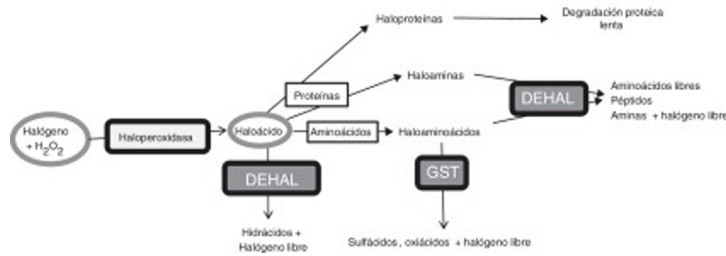 Haloproteínas
Degradación proteica
lenta
Proteínas
Haloaminas
DEHAL
Aminoácidos libres
Péptidos
Aminas + halógeno libre
Halógeno
+ H2O2
Haloperoxidasa
Haloácido
Aminoácidos
Haloaminoácidos
DEHAL
GST
Hidrácidos +
Halógeno libre
Sulfácidos, oxiácidos + halógeno libre